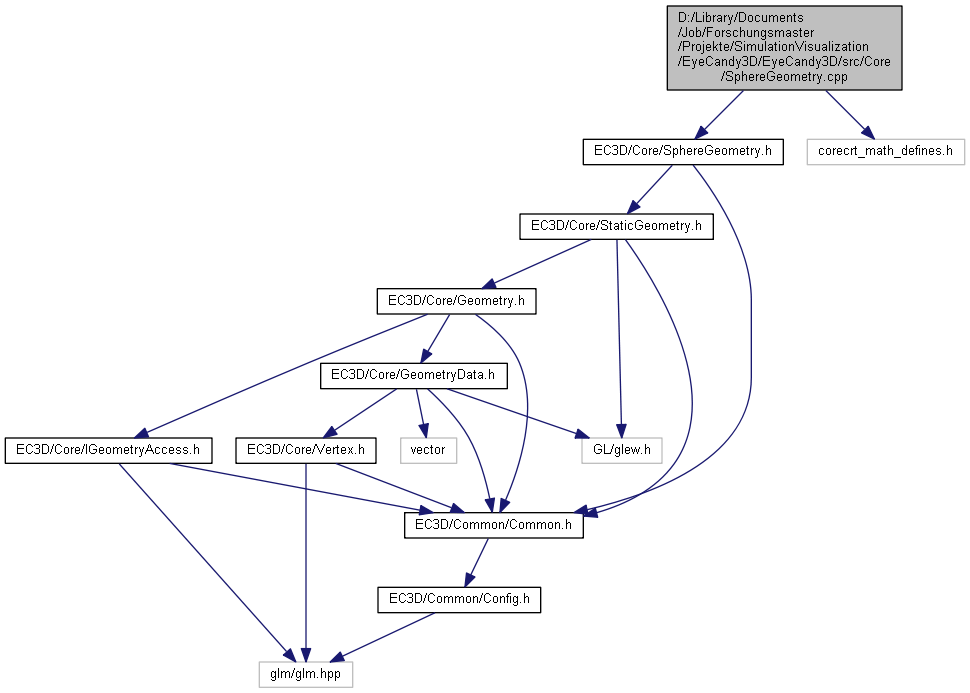 D:/Library/Documents
/Job/Forschungsmaster
/Projekte/SimulationVisualization
/EyeCandy3D/EyeCandy3D/src/Core
/SphereGeometry.cpp
EC3D/Core/SphereGeometry.h
corecrt_math_defines.h
EC3D/Core/StaticGeometry.h
EC3D/Core/Geometry.h
EC3D/Core/GeometryData.h
EC3D/Core/IGeometryAccess.h
EC3D/Core/Vertex.h
vector
GL/glew.h
EC3D/Common/Common.h
EC3D/Common/Config.h
glm/glm.hpp